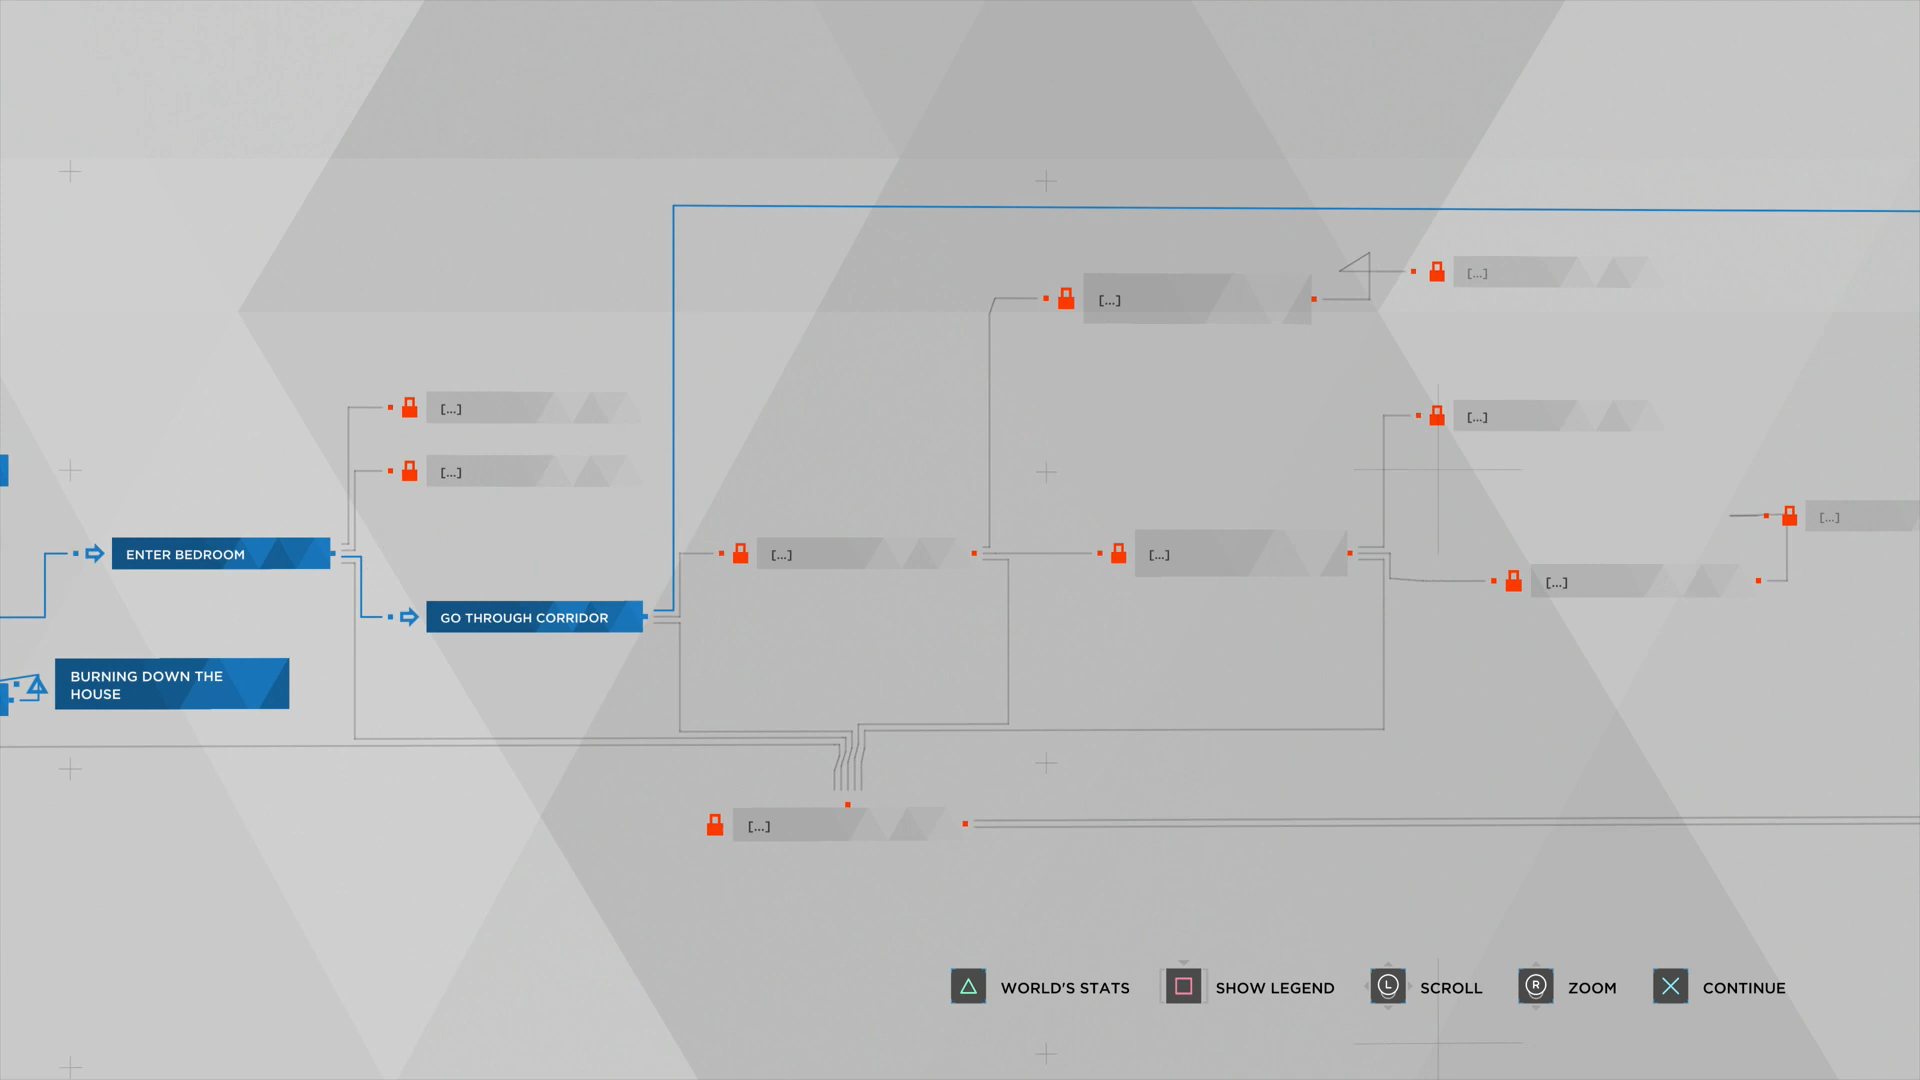 [...]
[...]
[...]
[...]
[...]
[...]
[...]
ENTER BEDROOM
[...]
[...]
[...]
GO THROUGH CORRIDOR
BURNING DOWN THE
HOUSE
[...]
WORLD'S STATS
SHOW LEGEND
L
SCROLL
R
ZOOM
CONTINUE